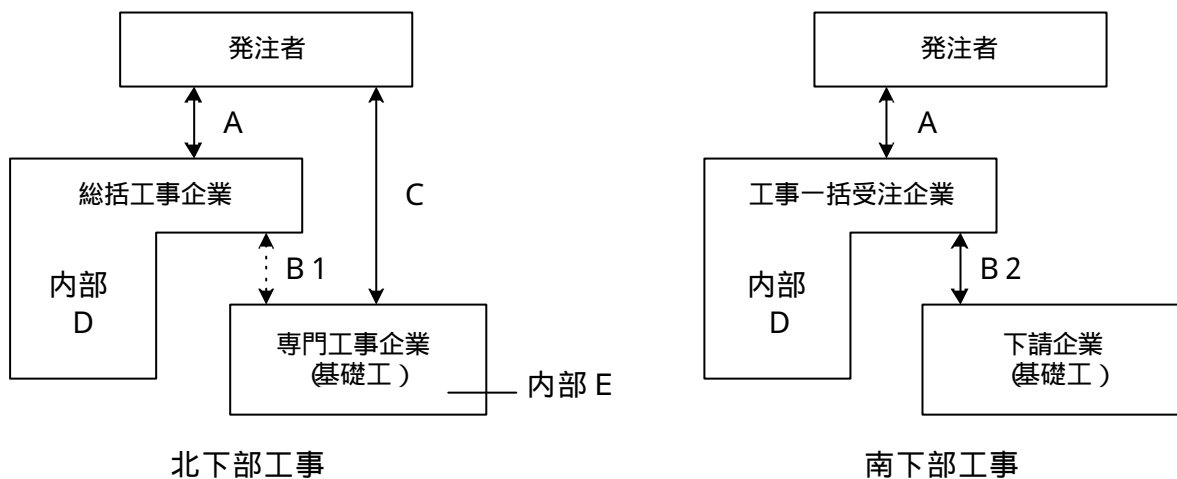 発注者
A
総括工事企業
C
内部
D
B 1
専門工事企業
(基礎工)
内部 E
北下部工事
発注者
A
工事一括受注企業
内部
D
B 2
下請企業
(基礎工)
南下部工事